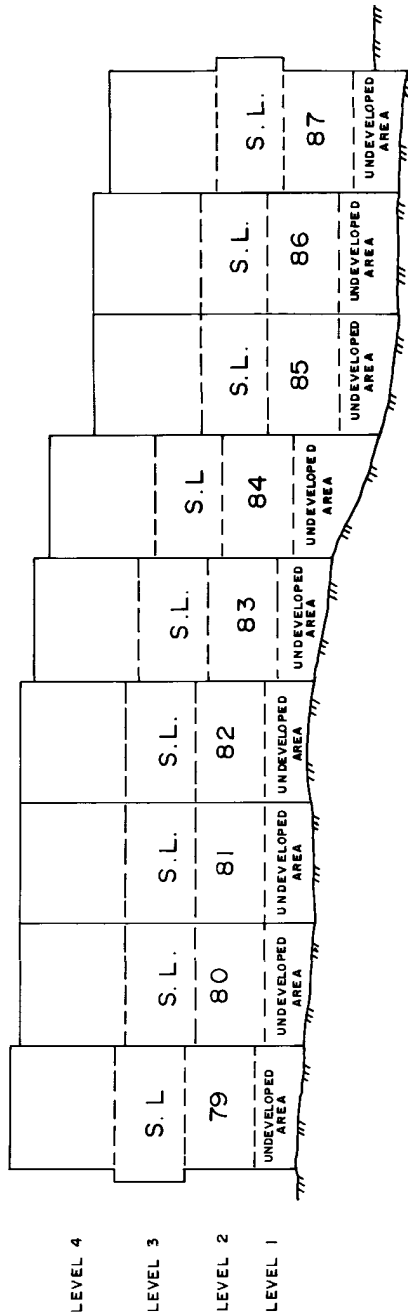 LEVEL 4
LEVEL 3
LEVEL 2
LEVEL 1
S. L
79
UNDEVELOPED
AREA
S. L.
80
UNDEVELOPED
AREA
S. L.
81
UNDEVELOPED
AREA
S. L.
82
UNDEVELOPED
AREA
S. L.
83
UNDEVELOPED
AREA
S. L
84
UNDEVELOPED
AREA
S. L.
85
UNDEVELOPED
AREA
S. L.
86
UNDEVELOPED
AREA
S. L.
87
UNDEVELOPED
AREA